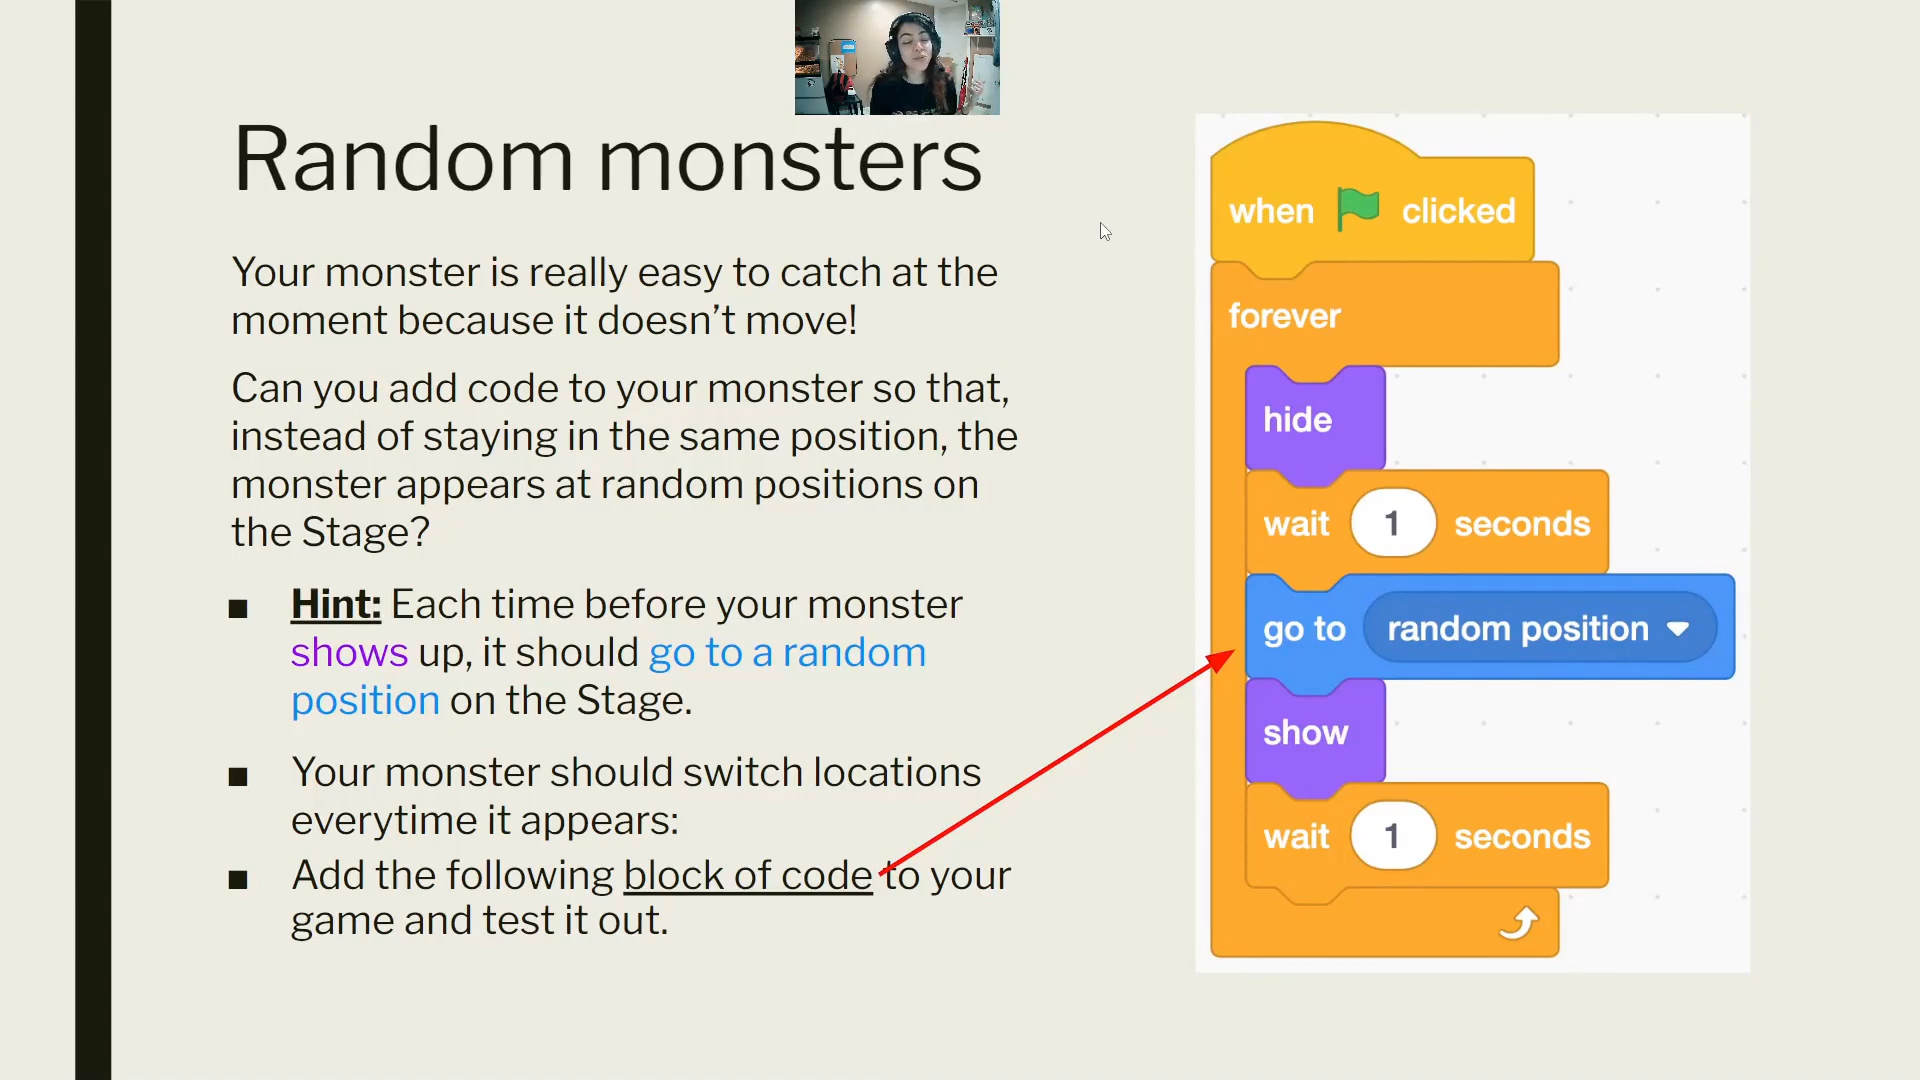 Random monsters
Your monster is really easy to catch at the
moment because it doesn’t move!
Can you add code to your monster so that,
instead of staying in the same position, the
monster appears at random positions on
the Stage?
■ Hint: Each time before your monster
shows up, it should go to a random
position on the Stage.
■ Your monster should switch locations
everytime it appears:
■ Add the following block of code to your
game and test it out.
when clicked
forever
hide
wait 1 seconds
go to random position
show
wait 1 seconds